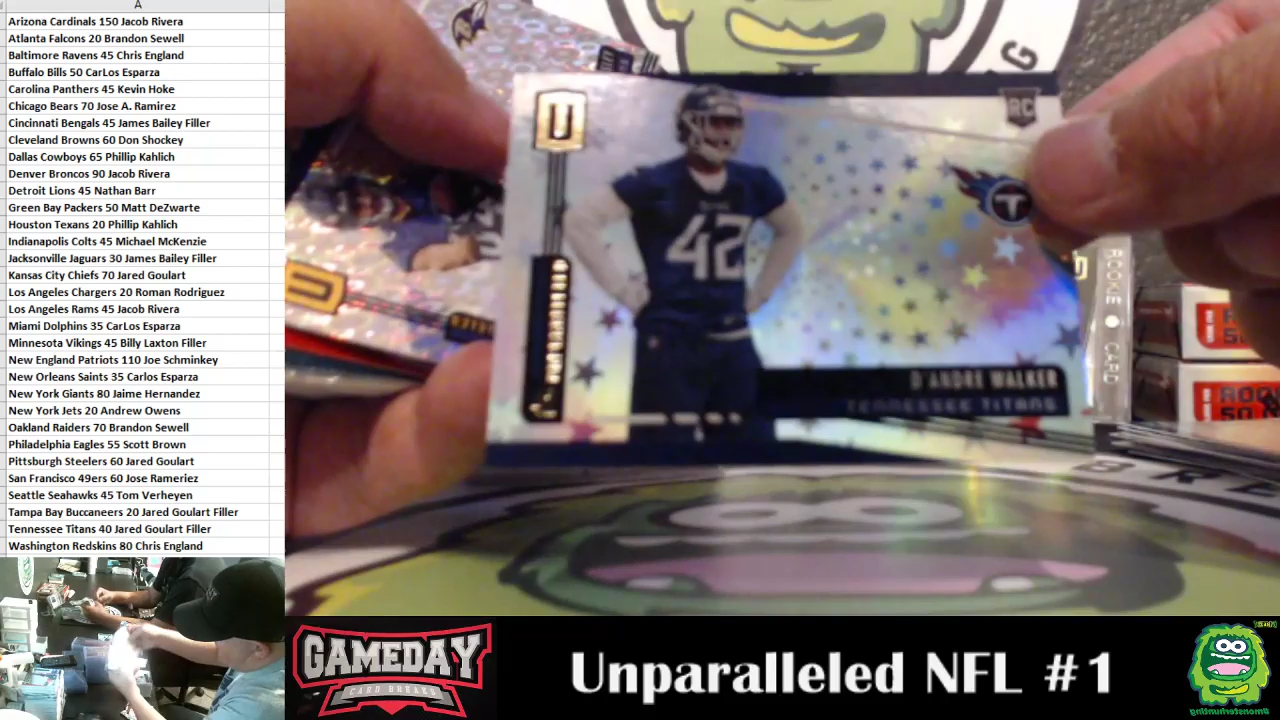 A
Arizona Cardinals 150 Jacob Rivera
Atlanta Falcons 20 Brandon Sewell
Baltimore Ravens 45 Chris England
Buffalo Bills 50 CarLos Esparza
Carolina Panthers 45 Kevin Hoke
Chicago Bears 70 Jose A. Ramirez
Cincinnati Bengals 45 James Bailey Filler
Cleveland Browns 60 Don Shockey
Dallas Cowboys 65 Phillip Kahlich
Denver Broncos 90 Jacob Rivera
Detroit Lions 45 Nathan Barr
Green Bay Packers 50 Matt DeZwarte
Houston Texans 20 Phillip Kahlich
Indianapolis Colts 45 Michael McKenzie
Jacksonville Jaguars 30 James Bailey Filler
Kansas City Chiefs 70 Jared Goulart
Los Angeles Chargers 20 Roman Rodriguez
Los Angeles Rams 45 Jacob Rivera
Miami Dolphins 35 CarLos Esparza
Minnesota Vikings 45 Billy Laxton Filler
New England Patriots 110 Joe Schminkey
New Orleans Saints 35 Carlos Esparza
New York Giants 80 Jaime Hernandez
New York Jets 20 Andrew Owens
Oakland Raiders 70 Brandon Sewell
Philadelphia Eagles 55 Scott Brown
Pittsburgh Steelers 60 Jared Goulart
San Francisco 49ers 60 Jose Rameriez
Seattle Seahawks 45 Tom Verheyen
Tampa Bay Buccaneers 20 Jared Goulart Filler
Tennessee Titans 40 Jared Goulart Filler
Washington Redskins 80 Chris England
U
RC
T
42
D'ANDRE WALKER
TENNESSEE TITANS
ROOKIE CARD
GAMEDAY
CARD BREAKS
Unparalleled NFL #1
#monsterhunting